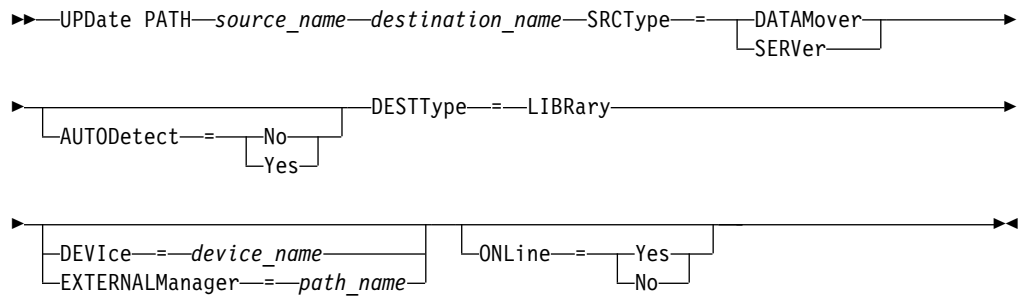 ►►─UPDate PATH─source_name─destination_name─SRCType─=─DATAMover─►
SERVer
►─DESTType─=─LIBRary─►
AUTODetect─=─No
Yes
►─►◄
DEVIce─=─device_name ONLine─=─Yes
EXTERNALManager─=─path_name No